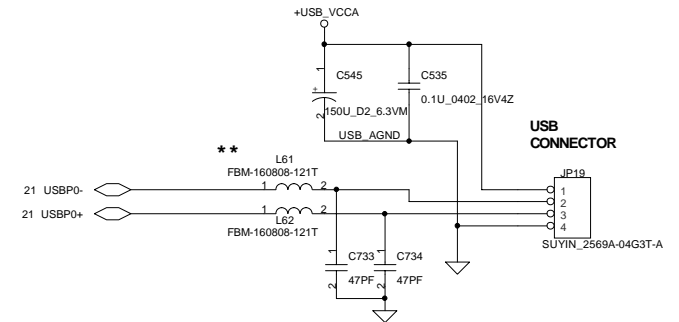 +USB_VCCA
1
C545
+
150U_D2_6.3VM
2
C535
0.1U_0402_16V4Z
USB_AGND
USB
CONNECTOR
**
L61
FBM-160808-121T
JP19
21 USBP0-
1
2
1
21 USBP0+
1
2
2
3
4
L62
FBM-160808-121T
SUYIN_2569A-04G3T-A
1
C733
47PF
2
1
C734
47PF
2